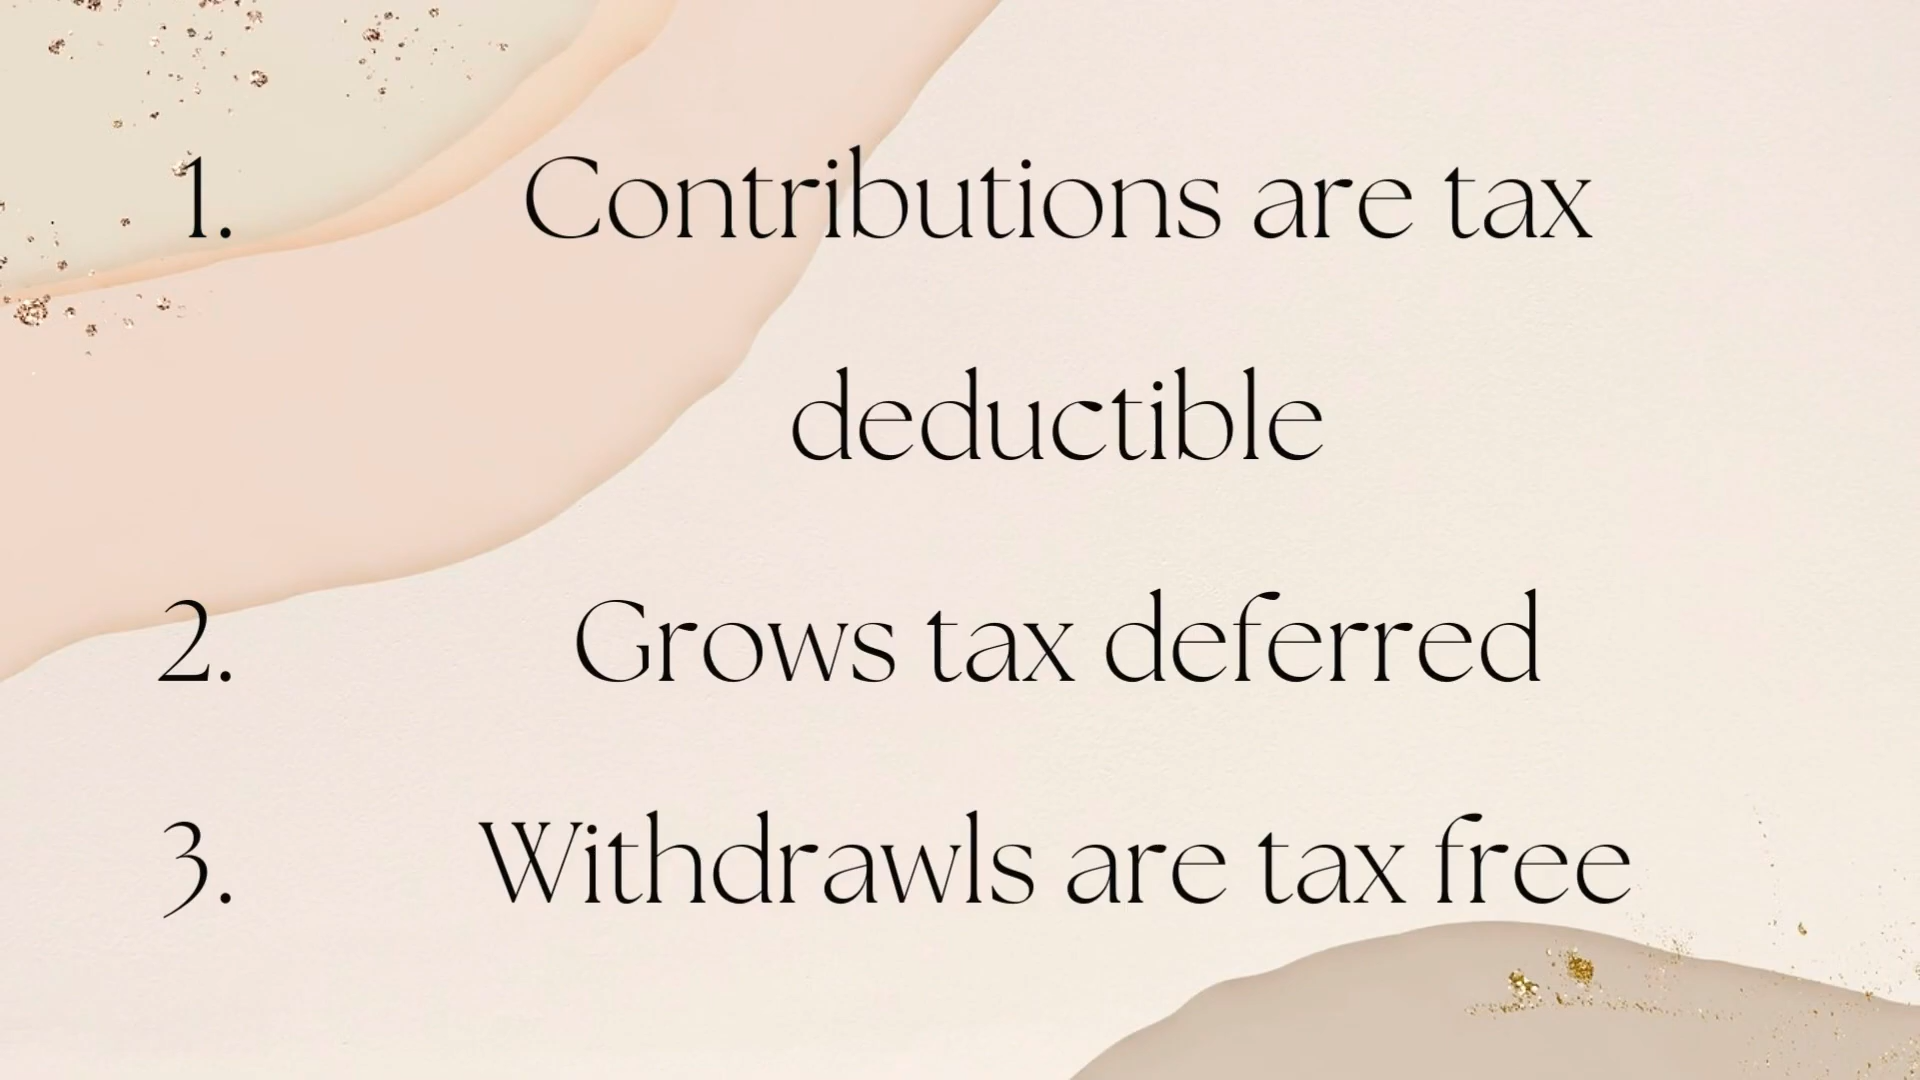 1. Contributions are tax
deductible
2. Grows tax deferred
3. Withdrawls are tax free